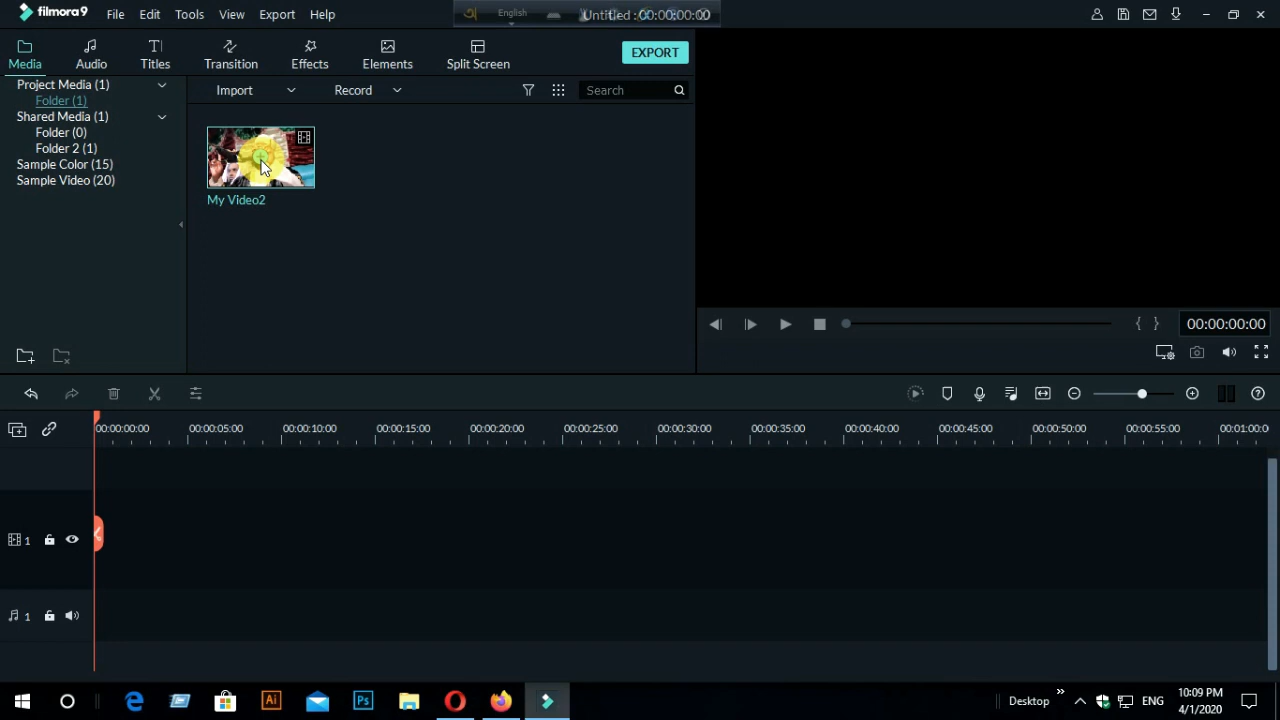 filmora9 File Edit Tools View Export Help English Untitled : 00:00:00:00
Media Audio Titles Transition Effects Elements Split Screen EXPORT
Project Media (1)
Folder (1)
Shared Media (1)
Folder (0)
Folder 2 (1)
Sample Color (15)
Sample Video (20)
Import Record Search
My Video2
{ } 00:00:00:00
00:00:00:00 00:00:05:00 00:00:10:00 00:00:15:00 00:00:20:00 00:00:25:00 00:00:30:00 00:00:35:00 00:00:40:00 00:00:45:00 00:00:50:00 00:00:55:00 00:01:00:0
1
1
Ai Ps Desktop » ENG 10:09 PM
4/1/2020